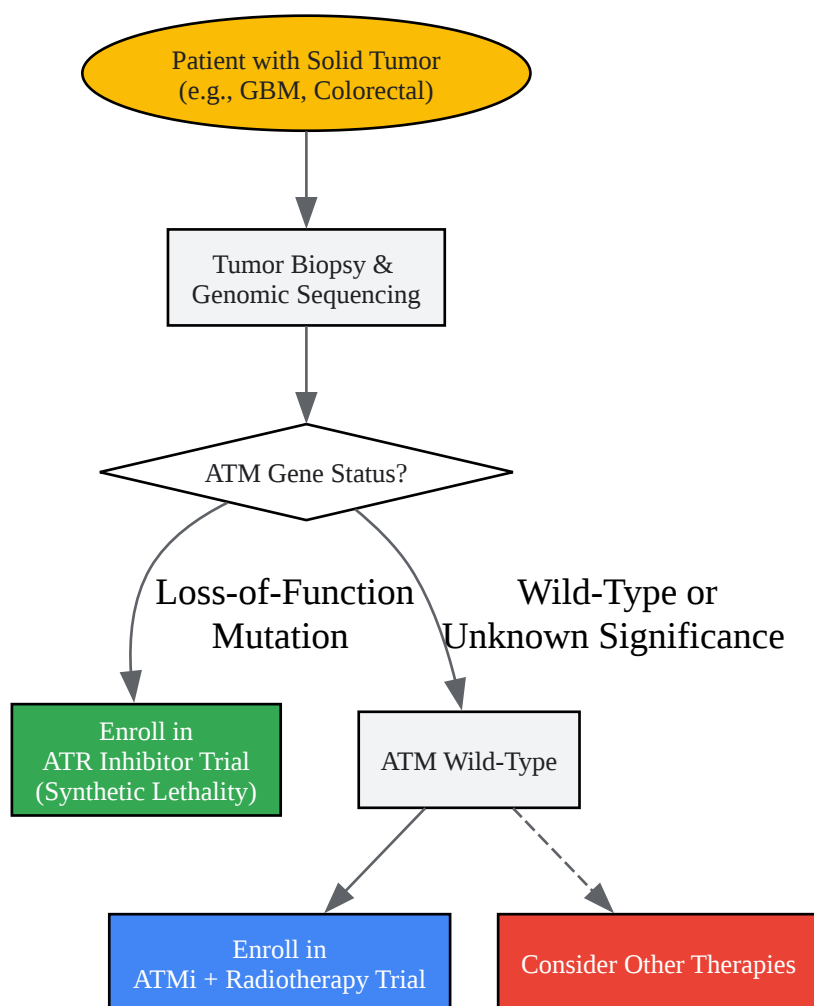 Patient with Solid Tumor
(e.g., GBM, Colorectal)
Tumor Biopsy &
Genomic Sequencing
ATM Gene Status?
Loss-of-Function
Mutation
Wild-Type or
Unknown Significance
Enroll in
ATR Inhibitor Trial
(Synthetic Lethality)
ATM Wild-Type
Enroll in
ATMi + Radiotherapy Trial
Consider Other Therapies